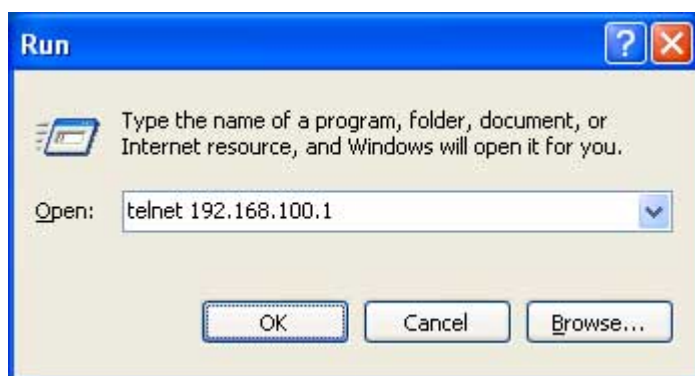 Run
Type the name of a program, folder, document, or
Internet resource, and Windows will open it for you.
Open: telnet 192.168.100.1
OK Cancel Browse...